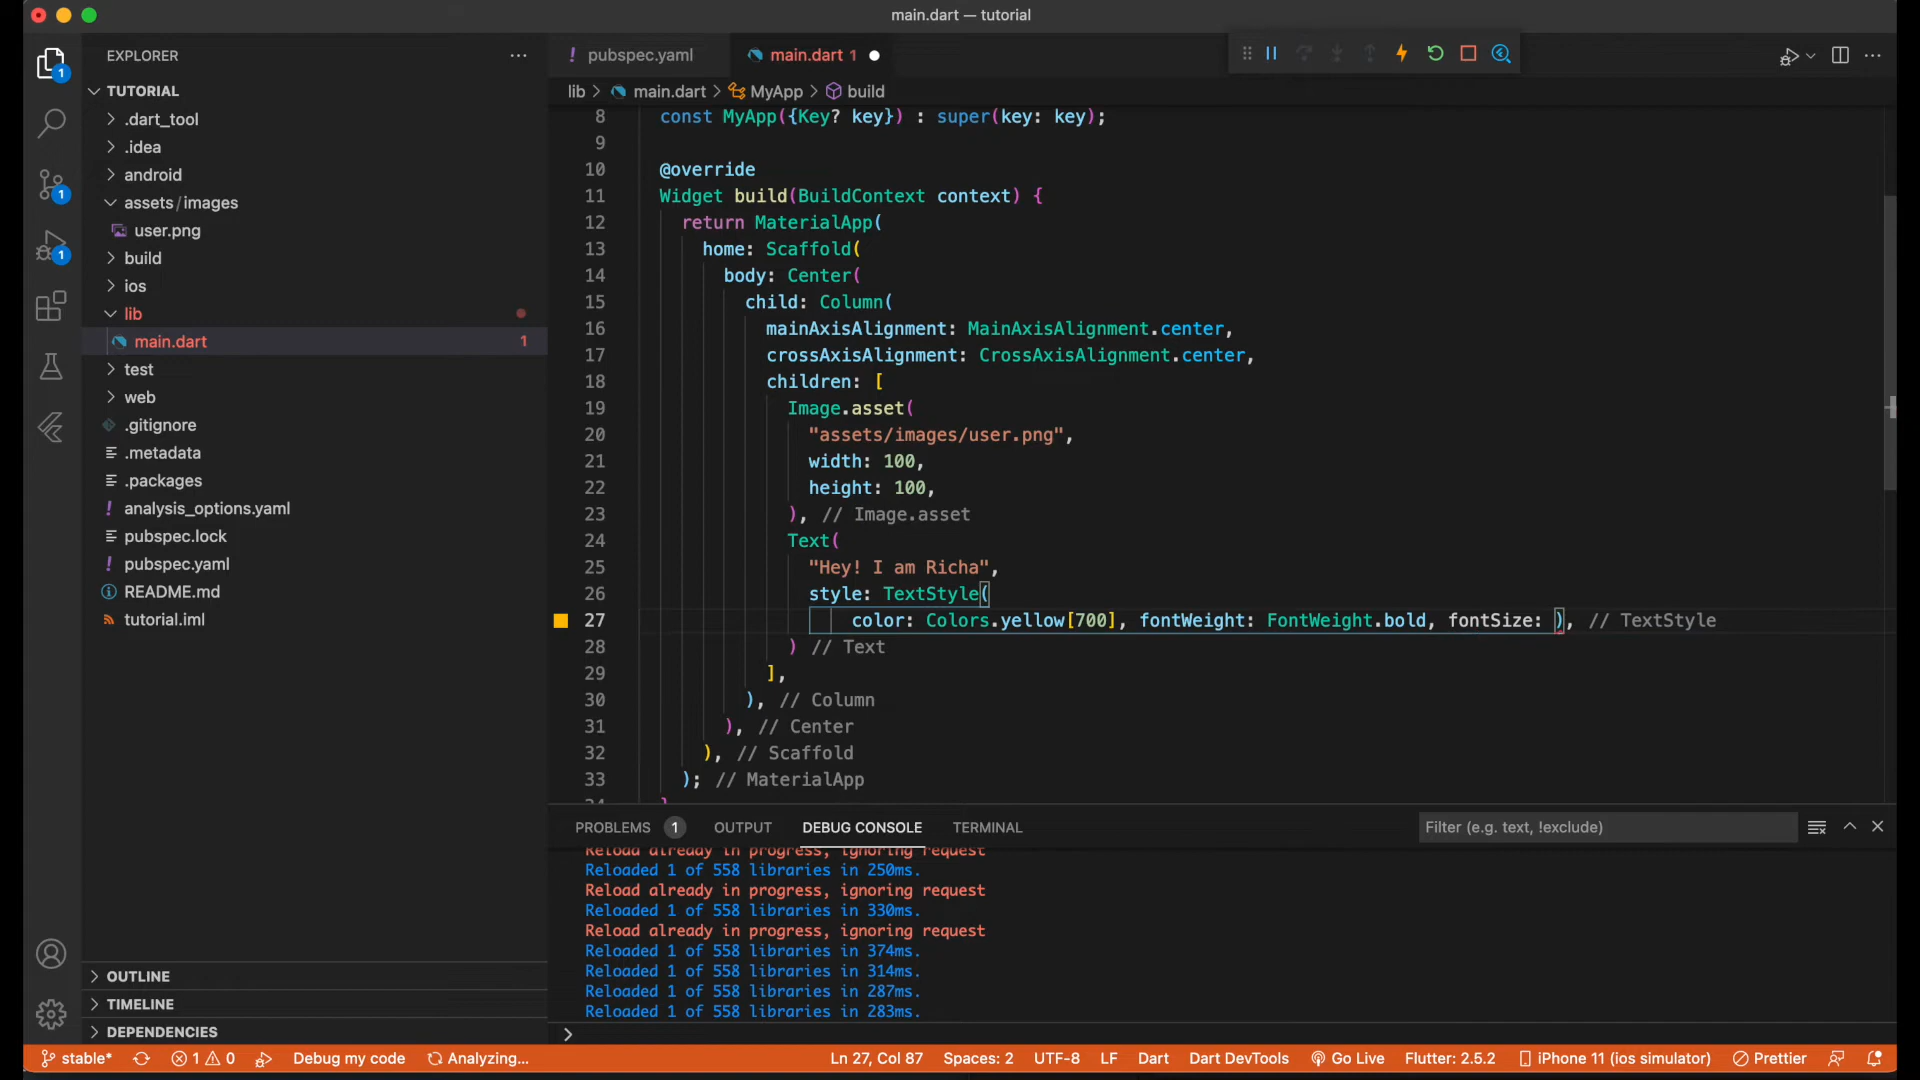 main.dart — tutorial
EXPLORER
TUTORIAL
.dart_tool
.idea
android
assets/images
user.png
build
ios
lib
main.dart 1
test
web
.gitignore
.metadata
.packages
analysis_options.yaml
pubspec.lock
pubspec.yaml
README.md
tutorial.iml
OUTLINE
TIMELINE
DEPENDENCIES
1
1
1
pubspec.yaml main.dart 1
lib > main.dart > MyApp > build
8 const MyApp({Key? key}) : super(key: key);
9
10 @override
11 Widget build(BuildContext context) {
12 return MaterialApp(
13 home: Scaffold(
14 body: Center(
15 child: Column(
16 mainAxisAlignment: MainAxisAlignment.center,
17 crossAxisAlignment: CrossAxisAlignment.center,
18 children: [
19 Image.asset(
20 "assets/images/user.png",
21 width: 100,
22 height: 100,
23 ), // Image.asset
24 Text(
25 "Hey! I am Richa",
26 style: TextStyle(
27 color: Colors.yellow[700], fontWeight: FontWeight.bold, fontSize: ), // TextStyle
28 ) // Text
29 ],
30 ), // Column
31 ), // Center
32 ), // Scaffold
33 ); // MaterialApp
34 }
PROBLEMS 1 OUTPUT DEBUG CONSOLE TERMINAL Filter (e.g. text, !exclude)
Reload already in progress, ignoring request
Reloaded 1 of 558 libraries in 250ms.
Reload already in progress, ignoring request
Reloaded 1 of 558 libraries in 330ms.
Reload already in progress, ignoring request
Reloaded 1 of 558 libraries in 374ms.
Reloaded 1 of 558 libraries in 314ms.
Reloaded 1 of 558 libraries in 287ms.
Reloaded 1 of 558 libraries in 283ms.
stable* 1 0 Debug my code Analyzing... Ln 27, Col 87 Spaces: 2 UTF-8 LF Dart Dart DevTools Go Live Flutter: 2.5.2 iPhone 11 (ios simulator) Prettier